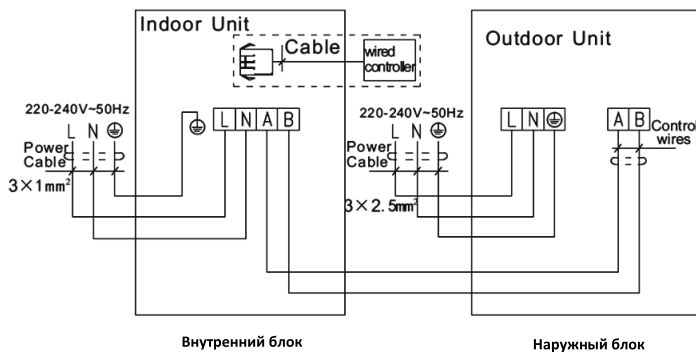 Indoor Unit
Cable
wired
controller
Outdoor Unit
220-240V~50Hz
L N
L N A B
Power
Cable
3×1mm²
220-240V~50Hz
L N
Power
Cable
3×2.5mm²
L N
A B
Control
wires
Внутренний блок
Наружный блок